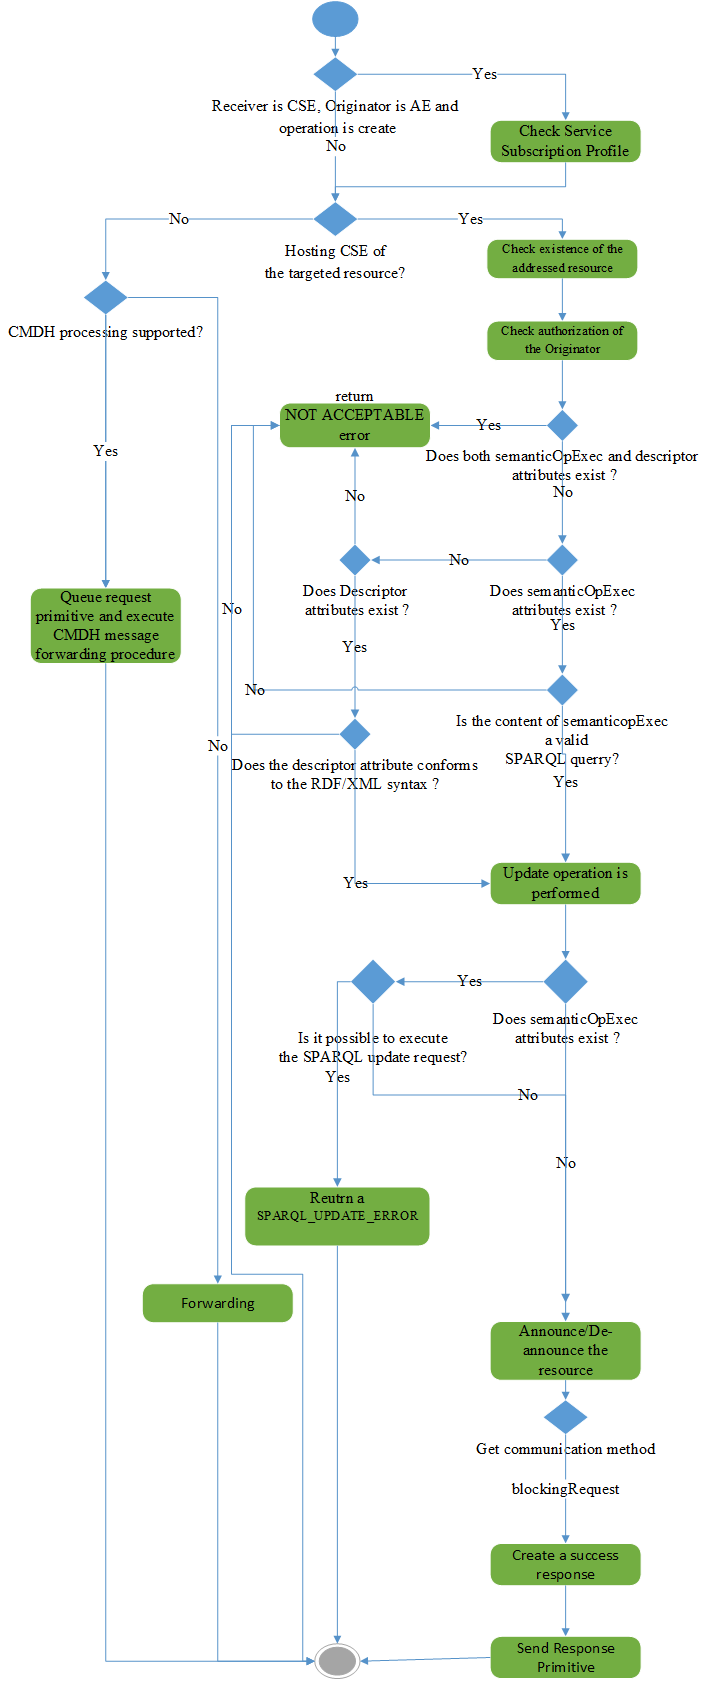 Yes
Receiver is CSE, Originator is AE and
operation is create
No
Check Service
Subscription Profile
No
Yes
Hosting CSE of
the targeted resource?
Check existence of the
addressed resource
CMDH processing supported?
Check authorization of
the Originator
return
NOT ACCEPTABLE
error
Yes
Does both semanticOpExec and descriptor
attributes exist ?
No
Yes
No
No
Does Descriptor
attributes exist ?
Does semanticOpExec
attributes exist ?
Yes
Queue request
primitive and execute
CMDH message
forwarding procedure
No
Yes
No
Is the content of semanticopExec
a valid
SPARQL querry?
Yes
No
Does the descriptor attribute conforms
to the RDF/XML syntax ?
Yes
Update operation is
performed
Yes
Does semanticOpExec
attributes exist ?
Is it possible to execute
the SPARQL update request?
Yes
No
No
Reutrn a
SPARQL_UPDATE_ERROR
Forwarding
Announce/De-
announce the
resource
Get communication method
blockingRequest
Create a success
response
Send Response
Primitive